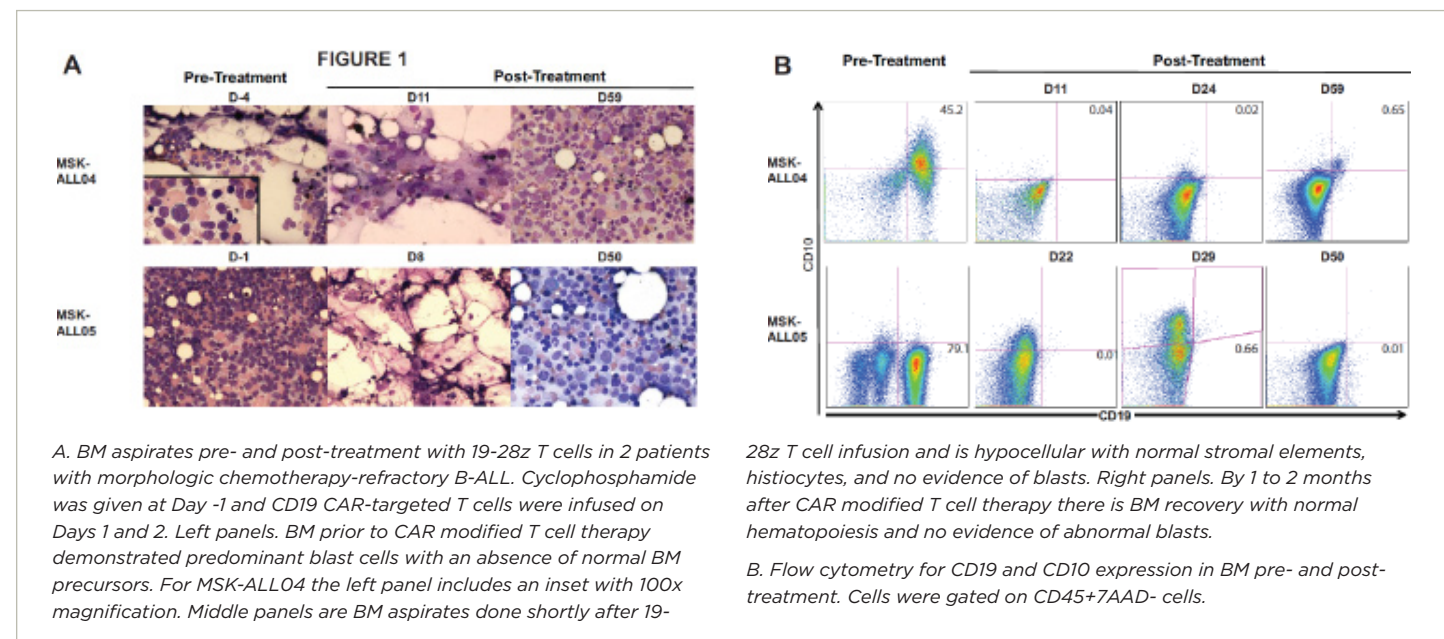 FIGURE 1
A
Pre-Treatment
Post-Treatment
D-4
D11
D59
MSK-
ALL04
D-1
D8
D50
MSK-
ALL05
B
Pre-Treatment
Post-Treatment
D11
D24
D59
45.2
0.04
0.02
0.65
MSK-
ALL04
CD10
D22
D29
D50
MSK-
ALL05
79.1
0.01
0.66
0.01
CD19
A. BM aspirates pre- and post-treatment with 19-28z T cells in 2 patients
with morphologic chemotherapy-refractory B-ALL. Cyclophosphamide
was given at Day -1 and CD19 CAR-targeted T cells were infused on
Days 1 and 2. Left panels. BM prior to CAR modified T cell therapy
demonstrated predominant blast cells with an absence of normal BM
precursors. For MSK-ALL04 the left panel includes an inset with 100x
magnification. Middle panels are BM aspirates done shortly after 19-
28z T cell infusion and is hypocellular with normal stromal elements,
histiocytes, and no evidence of blasts. Right panels. By 1 to 2 months
after CAR modified T cell therapy there is BM recovery with normal
hematopoiesis and no evidence of abnormal blasts.
B. Flow cytometry for CD19 and CD10 expression in BM pre- and post-
treatment. Cells were gated on CD45+7AAD- cells.